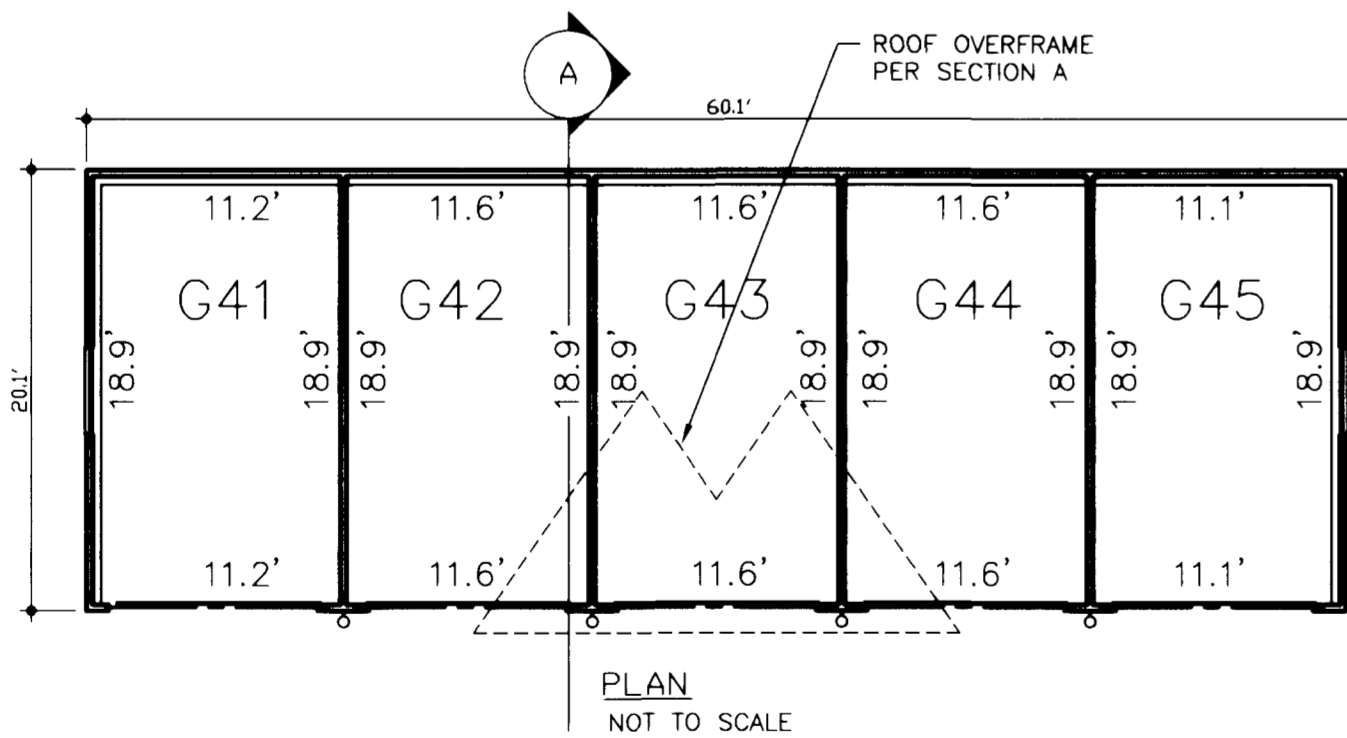 A
ROOF OVERFRAME
PER SECTION A
60.1'
20.1'
11.2' 11.6' 11.6' 11.6' 11.1'
G41 G42 G43 G44 G45
18.9' 18.9' 18.9' 18.9' 18.9' 18.9' 18.9' 18.9' 18.9' 18.9'
11.2' 11.6' 11.6' 11.6' 11.1'
PLAN
NOT TO SCALE